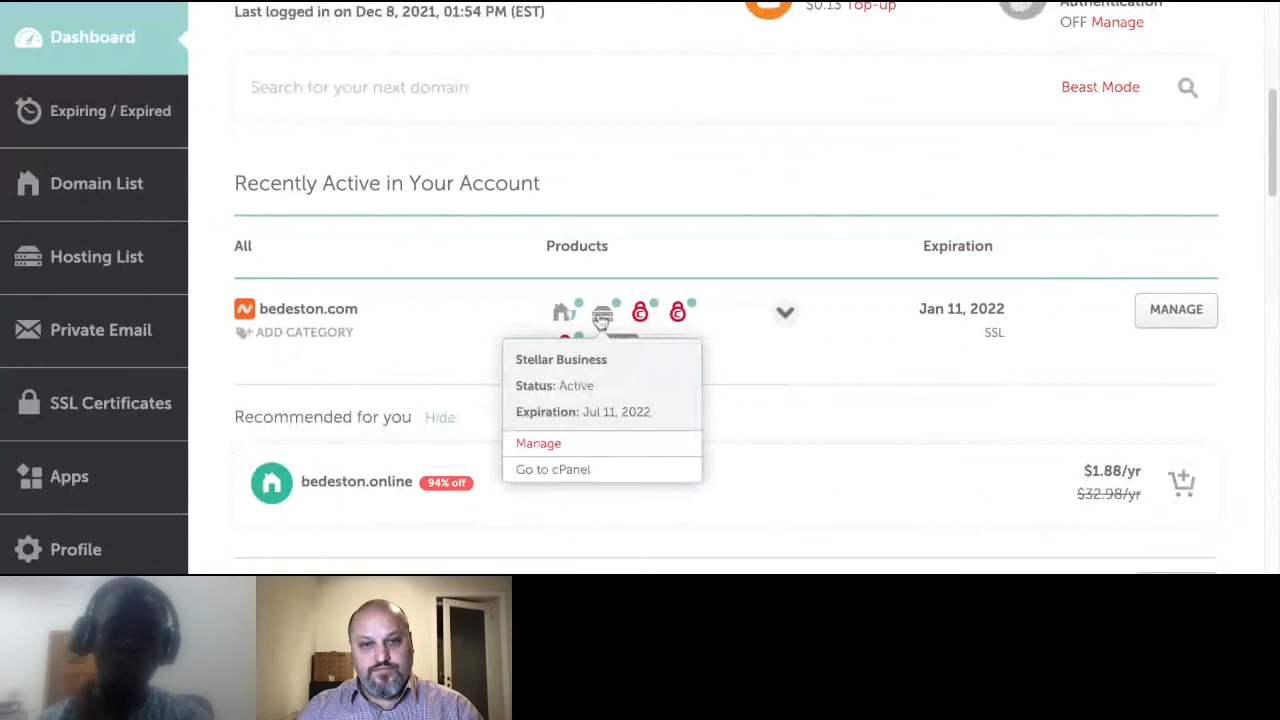 Last logged in on Dec 8, 2021, 01:54 PM (EST)
$0.13 Top-up
Authentication
OFF Manage
Dashboard
Expiring / Expired
Domain List
Hosting List
Private Email
SSL Certificates
Apps
Profile
Search for your next domain
Beast Mode
Recently Active in Your Account
All Products Expiration
bedeston.com
ADD CATEGORY
Jan 11, 2022
SSL
MANAGE
Stellar Business
Status: Active
Expiration: Jul 11, 2022
Manage
Go to cPanel
Recommended for you Hide
bedeston.online 94% off
$1.88/yr
$32.98/yr